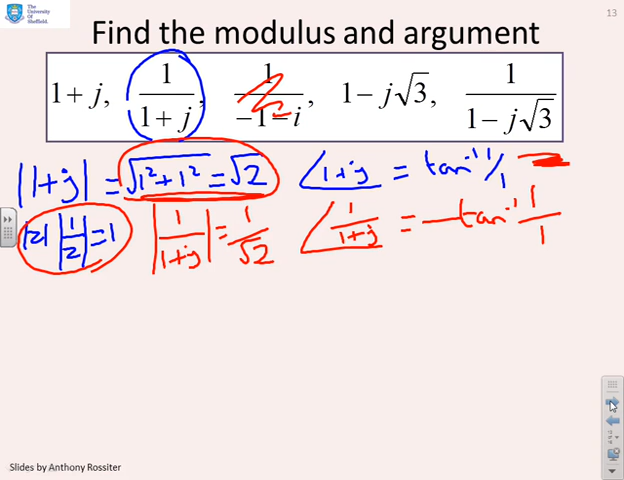 The University Of Sheffield.
13
Find the modulus and argument
1 + j, 1/(1 + j), 1/(-1 - i), 1 - j√3, 1/(1 - j√3)
|1+j| = √(1² + 1²) = √2 ∠1+j = tan⁻¹ 1/1
|z| |1/z| = 1 |1/(1+j)| = 1/√2 ∠1/(1+j) = -tan⁻¹ 1/1
Slides by Anthony Rossiter